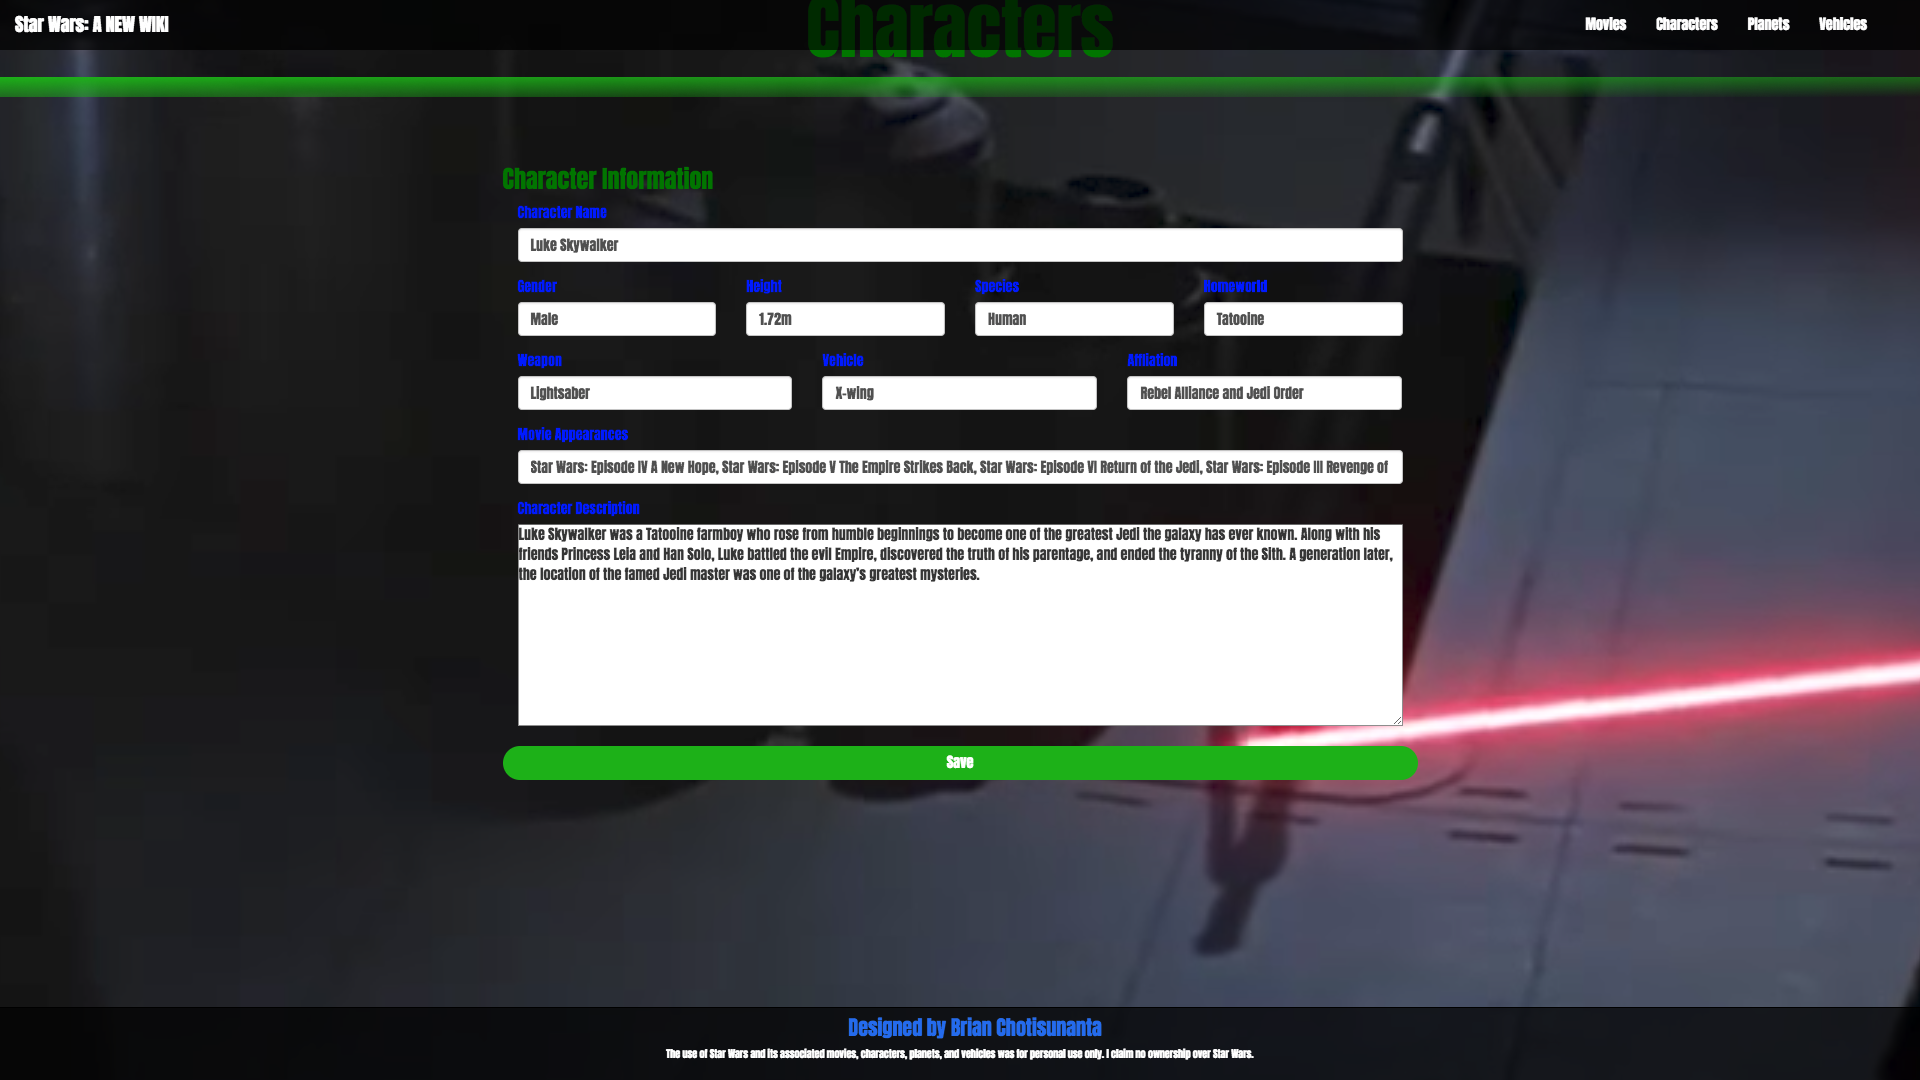 Star Wars: A NEW WIKI
Movies Characters Planets Vehicles
Characters
Character Information
Character Name
Luke Skywalker
Gender Height Species Homeworld
Male 1.72m Human Tatooine
Weapon Vehicle Affilation
Lightsaber X-wing Rebel Alliance and Jedi Order
Movie Appearances
Star Wars: Episode IV A New Hope, Star Wars: Episode V The Empire Strikes Back, Star Wars: Episode VI Return of the Jedi, Star Wars: Episode III Revenge of
Character Description
Luke Skywalker was a Tatooine farmboy who rose from humble beginnings to become one of the greatest Jedi the galaxy has ever known. Along with his
friends Princess Leia and Han Solo, Luke battled the evil Empire, discovered the truth of his parentage, and ended the tyranny of the Sith. A generation later,
the location of the famed Jedi master was one of the galaxy's greatest mysteries.
Save
Designed by Brian Chotisunanta
The use of Star Wars and its associated movies, characters, planets, and vehicles was for personal use only. I claim no ownership over Star Wars.